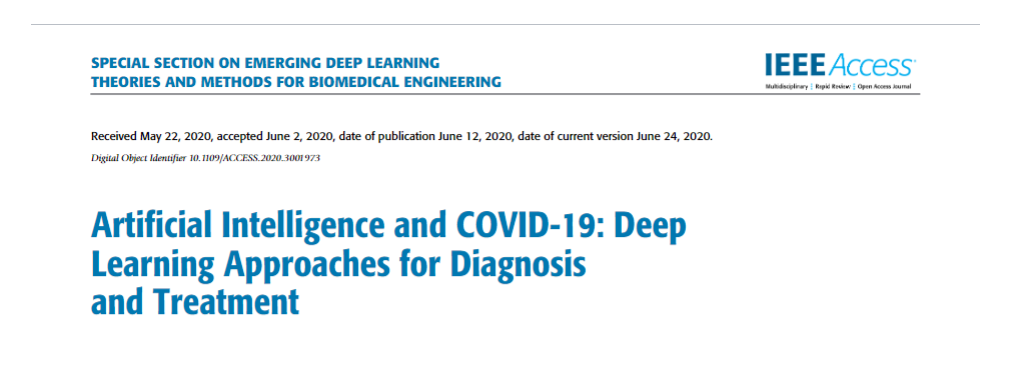 SPECIAL SECTION ON EMERGING DEEP LEARNING
THEORIES AND METHODS FOR BIOMEDICAL ENGINEERING
IEEE Access
Multidisciplinary | Rapid Review | Open Access Journal
Received May 22, 2020, accepted June 2, 2020, date of publication June 12, 2020, date of current version June 24, 2020.
Digital Object Identifier 10.1109/ACCESS.2020.3001973
Artificial Intelligence and COVID-19: Deep
Learning Approaches for Diagnosis
and Treatment